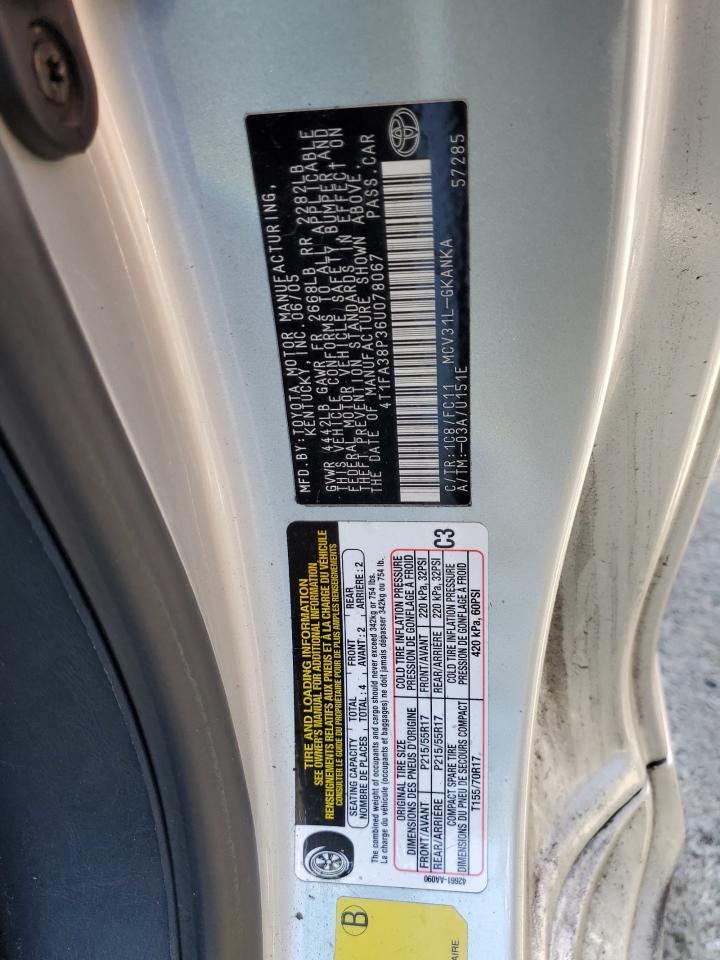 MFD.BY:TOYOTA MOTOR MANUFACTURING,
KENTUCKY, INC. 06/05
GVWR 4442LB GAWR FR 2668LB RR 2282LB
THIS VEHICLE CONFORMS TO ALL APPLICABLE
FEDERAL MOTOR VEHICLE SAFETY, BUMPER, AND
THEFT PREVENTION STANDARDS IN EFFECT ON
THE DATE OF MANUFACTURE SHOWN ABOVE.
4T1FA38P36U078067 PASS.CAR
C/TR:1C8/FC11 MCV31L-GKANKA
A/TM:-03A/U151E 57285
TIRE AND LOADING INFORMATION
SEE OWNER'S MANUAL FOR ADDITIONAL INFORMATION
RENSEIGNEMENTS RELATIFS AUX PNEUS ET À LA CHARGE DU VÉHICULE
CONSULTER LE GUIDE DU PROPRIÉTAIRE POUR DE PLUS AMPLES RENSEIGNEMENTS
SEATING CAPACITY TOTAL FRONT REAR
NOMBRE DE PLACES TOTAL : 4 AVANT : 2 ARRIÈRE : 2
The combined weight of occupants and cargo should never exceed 342kg or 754 lbs.
La charge du véhicule (occupants et bagages) ne doit jamais dépasser 342kg ou 754 lb.
ORIGINAL TIRE SIZE COLD TIRE INFLATION PRESSURE
DIMENSIONS DES PNEUS D'ORIGINE PRESSION DE GONFLAGE À FROID
FRONT/AVANT P215/55R17 FRONT/AVANT 220 kPa, 32PSI
REAR/ARRIÈRE P215/55R17 REAR/ARRIÈRE 220 kPa, 32PSI
COMPACT SPARE TIRE COLD TIRE INFLATION PRESSURE
DIMENSIONS DU PNEU DE SECOURS COMPACT PRESSION DE GONFLAGE À FROID
T155/70R17 420 kPa, 60PSI
42661-AA090
C3
B
AIRE